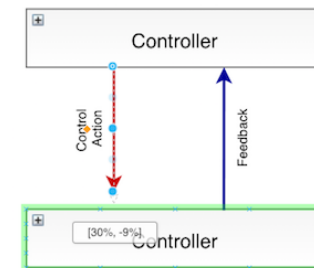 Controller
Control
Action
Feedback
[30%, -9%]
Controller